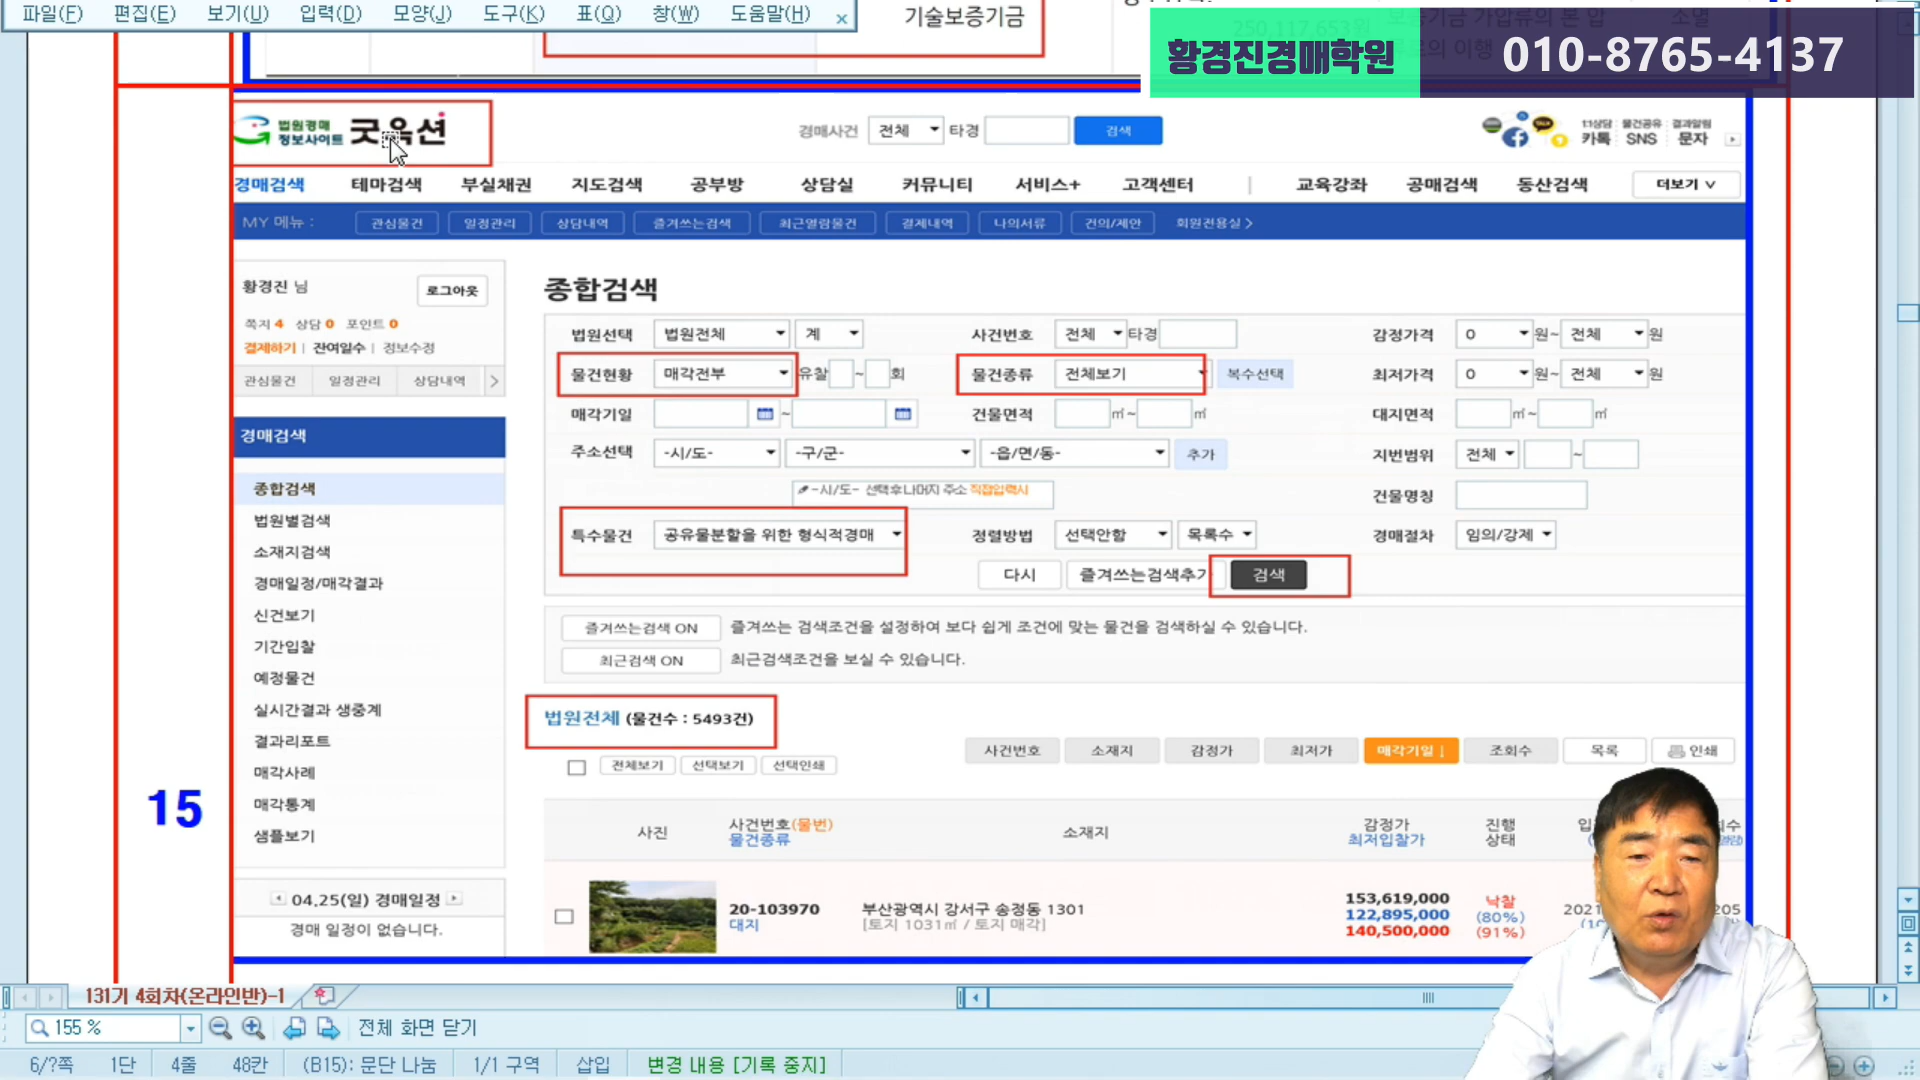 파일(F) 편집(E) 보기(U) 입력(D) 모양(J) 도구(K) 표(Q) 창(W) 도움말(H) x
기술보증기금
황경진경매학원 010-8765-4137
법원경매 정보사이트 굿옥션
경매사건 전체 타경 검색
1:1상담 카톡 물건공유 SNS 결과알림 문자
경매검색 테마검색 부실채권 지도검색 공부방 상담실 커뮤니티 서비스+ 고객센터 | 교육강좌 공매검색 동산검색 더보기 ∨
MY 메뉴 : 관심물건 일정관리 상담내역 즐겨쓰는검색 최근열람물건 결제내역 나의서류 건의/제안 회원전용실 >
황경진 님 로그아웃
쪽지 4 상담 0 포인트 0
결제하기 | 잔여일수 | 정보수정
관심물건 일정관리 상담내역 >
경매검색
종합검색
법원별검색
소재지검색
경매일정/매각결과
신건보기
기간입찰
예정물건
실시간결과 생중계
결과리포트
매각사례
매각통계
샘플보기
04.25(일) 경매일정
경매 일정이 없습니다.
15
종합검색
법원선택 법원전체 계 사건번호 전체 타경 감정가격 0 원~ 전체 원
물건현황 매각전부 유찰 ~ 회 물건종류 전체보기 복수선택 최저가격 0 원~ 전체 원
매각기일 ~ 건물면적 ㎡~ ㎡ 대지면적 ㎡~ ㎡
주소선택 -시/도- -구/군- -읍/면/동- 추가 지번범위 전체 ~
-시/도- 선택후 나머지 주소 직접입력시 건물명칭
특수물건 공유물분할을 위한 형식적경매 정렬방법 선택안함 목록수 경매절차 임의/강제
다시 즐겨쓰는검색추가 검색
즐겨쓰는검색 ON 즐겨쓰는 검색조건을 설정하여 보다 쉽게 조건에 맞는 물건을 검색하실 수 있습니다.
최근검색 ON 최근검색조건을 보실 수 있습니다.
법원전체 (물건수 : 5493건)
사건번호 소재지 감정가 최저가 매각기일↓ 조회수 목록 인쇄
전체보기 선택보기 선택인쇄
사진 사건번호(물번) 물건종류 소재지 감정가 최저입찰가 진행 상태
20-103970 대지
부산광역시 강서구 송정동 1301
[토지 1031㎡ / 토지 매각]
153,619,000 낙찰
122,895,000 (80%)
140,500,000 (91%)
2021
131기 4회차(온라인반)-1
155 % 전체 화면 닫기
6/?쪽 1단 4줄 48칸 (B15): 문단 나눔 1/1 구역 삽입 변경 내용 [기록 중지]